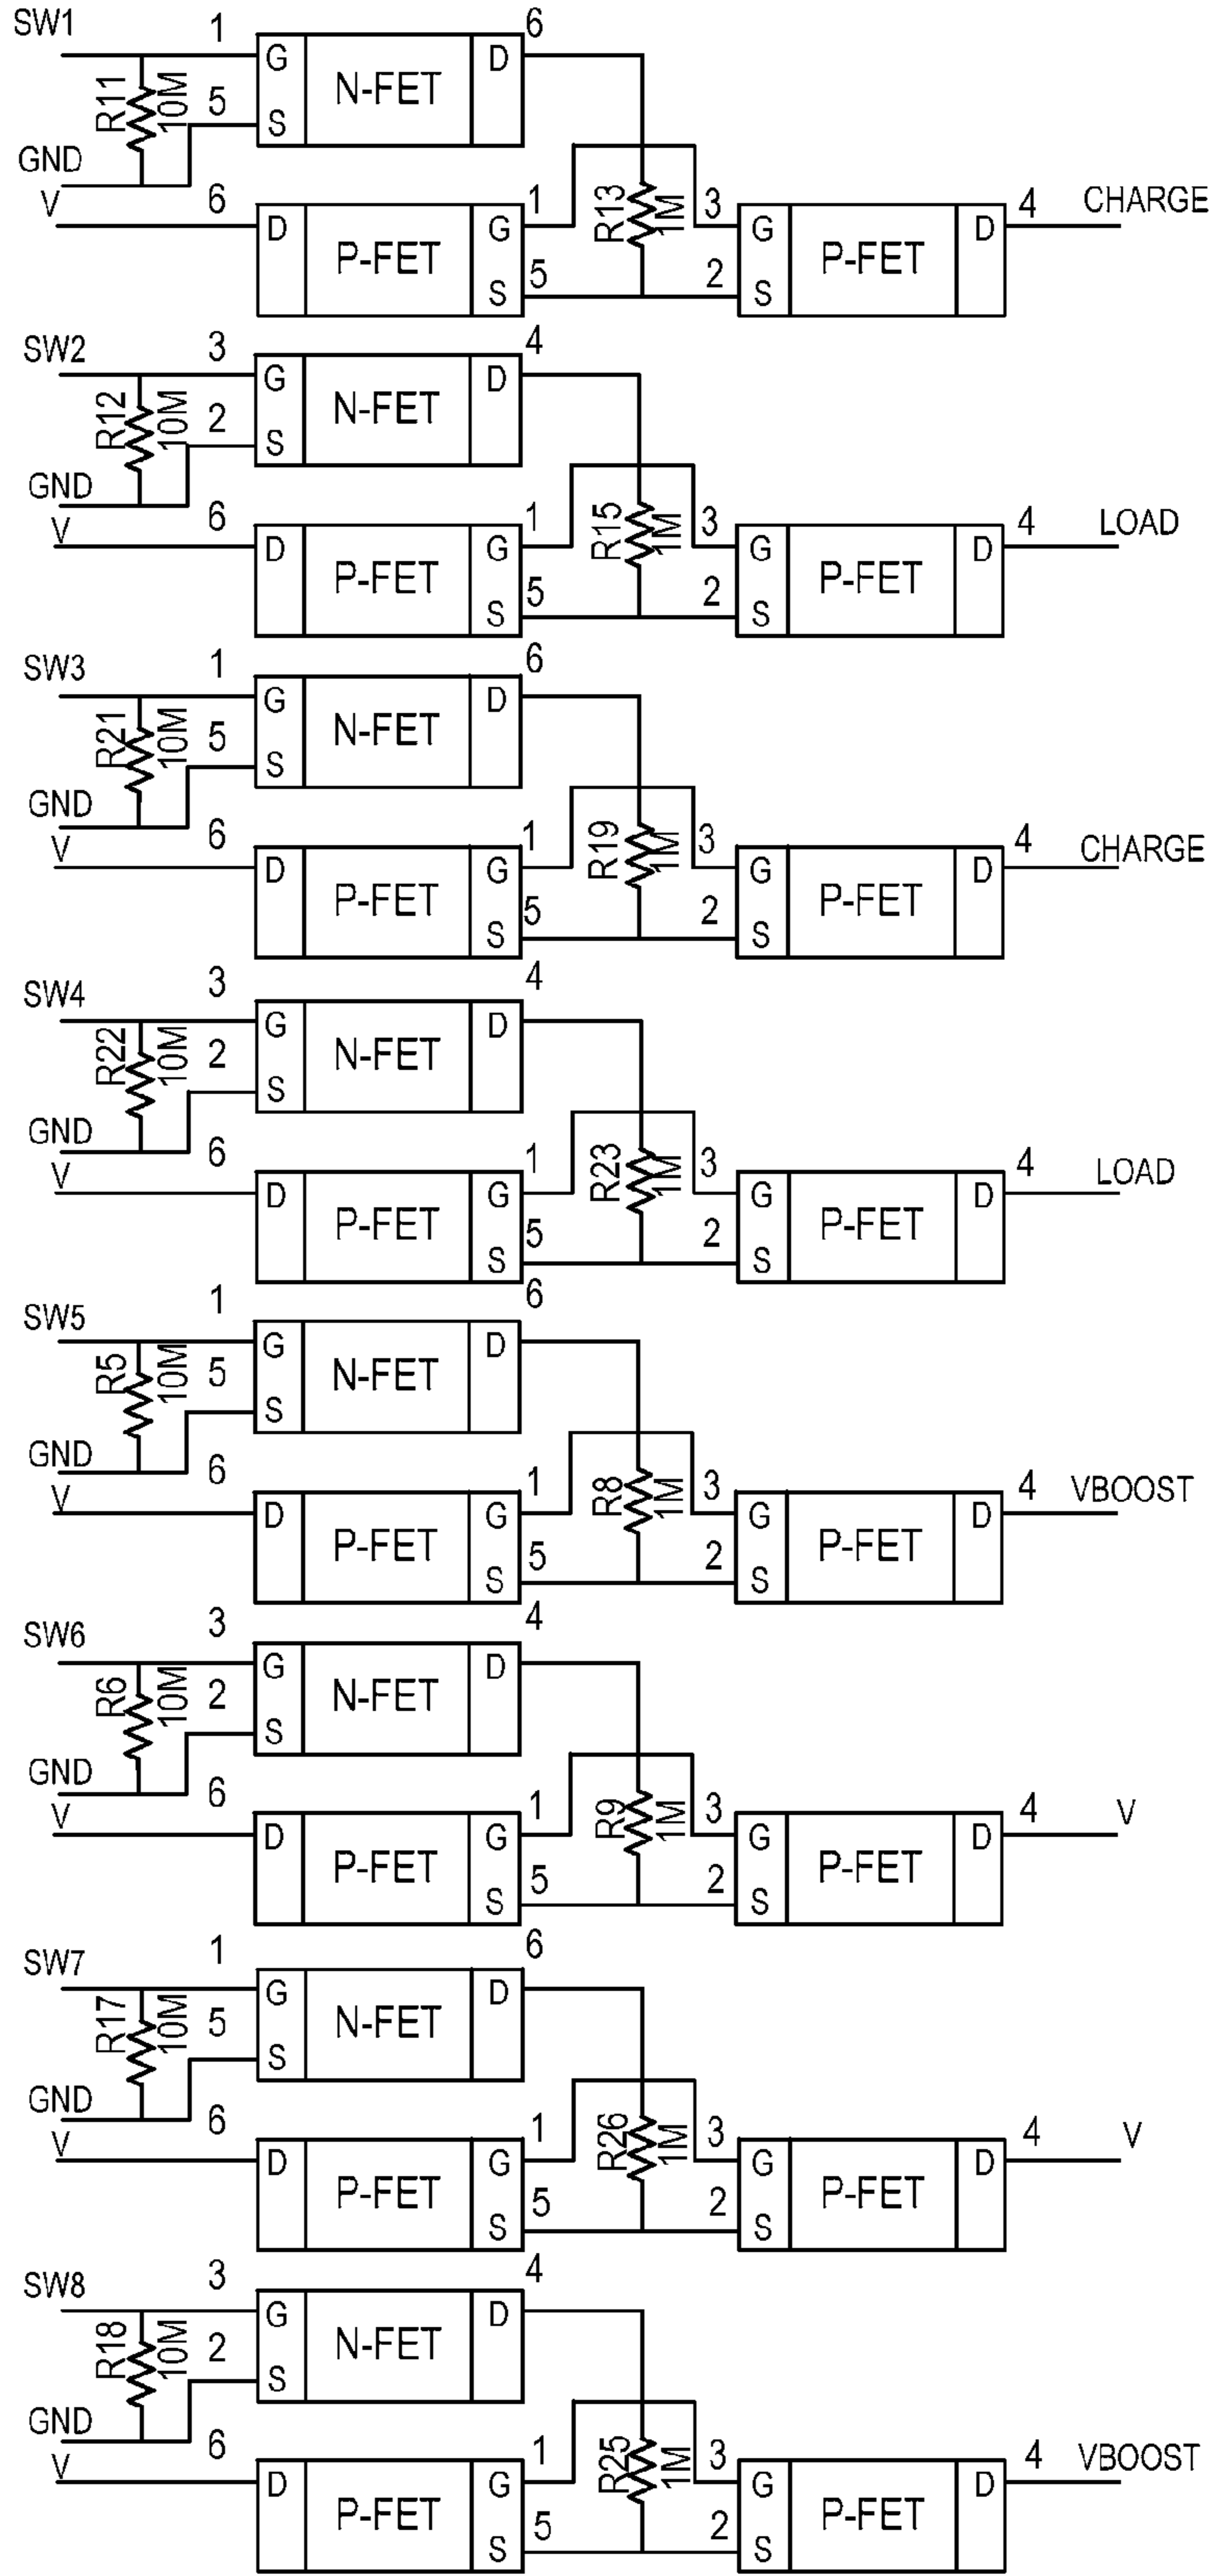 SW1 1 6
G N-FET D
R11 10M 5 S
GND
V 6 1 R13 1M 3 4 CHARGE
D P-FET G G P-FET D
S 5 2 S
SW2 3 4
G N-FET D
R12 10M 2 S
GND
V 6 1 R15 1M 3 4 LOAD
D P-FET G G P-FET D
S 5 2 S
SW3 1 6
G N-FET D
R21 10M 5 S
GND
V 6 1 R19 1M 3 4 CHARGE
D P-FET G G P-FET D
S 5 2 S
SW4 3 4
G N-FET D
R22 10M 2 S
GND
V 6 1 R23 1M 3 4 LOAD
D P-FET G G P-FET D
S 5 2 S
SW5 1 6
G N-FET D
R5 10M 5 S
GND
V 6 1 R8 1M 3 4 VBOOST
D P-FET G G P-FET D
S 5 2 S
SW6 3 4
G N-FET D
R6 10M 2 S
GND
V 6 1 R9 1M 3 4 V
D P-FET G G P-FET D
S 5 2 S
SW7 1 6
G N-FET D
R17 10M 5 S
GND
V 6 1 R26 1M 3 4 V
D P-FET G G P-FET D
S 5 2 S
SW8 3 4
G N-FET D
R18 10M 2 S
GND
V 6 1 R25 1M 3 4 VBOOST
D P-FET G G P-FET D
S 5 2 S